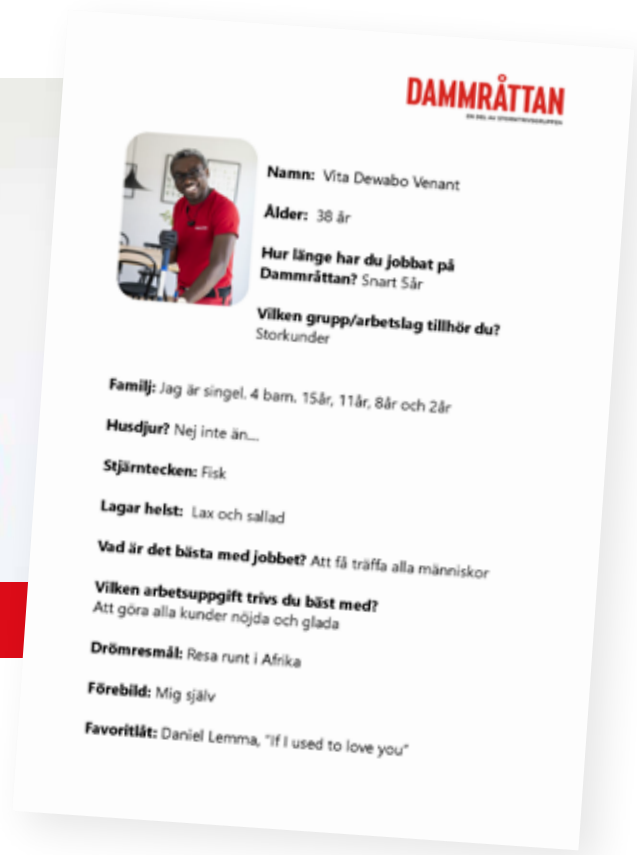 DAMMRÅTTAN
EN DEL AV STÄDKTRIVSGRUPPEN
Namn: Vita Dewabo Venant
Ålder: 38 år
Hur länge har du jobbat på
Dammråttan? Snart 5år
Vilken grupp/arbetslag tillhör du?
Storkunder
Familj: Jag är singel. 4 barn. 15år, 11år, 8år och 2år
Husdjur? Nej inte än...
Stjärntecken: Fisk
Lagar helst: Lax och sallad
Vad är det bästa med jobbet? Att få träffa alla människor
Vilken arbetsuppgift trivs du bäst med?
Att göra alla kunder nöjda och glada
Drömresmål: Resa runt i Afrika
Förebild: Mig själv
Favoritlåt: Daniel Lemma, "If I used to love you"